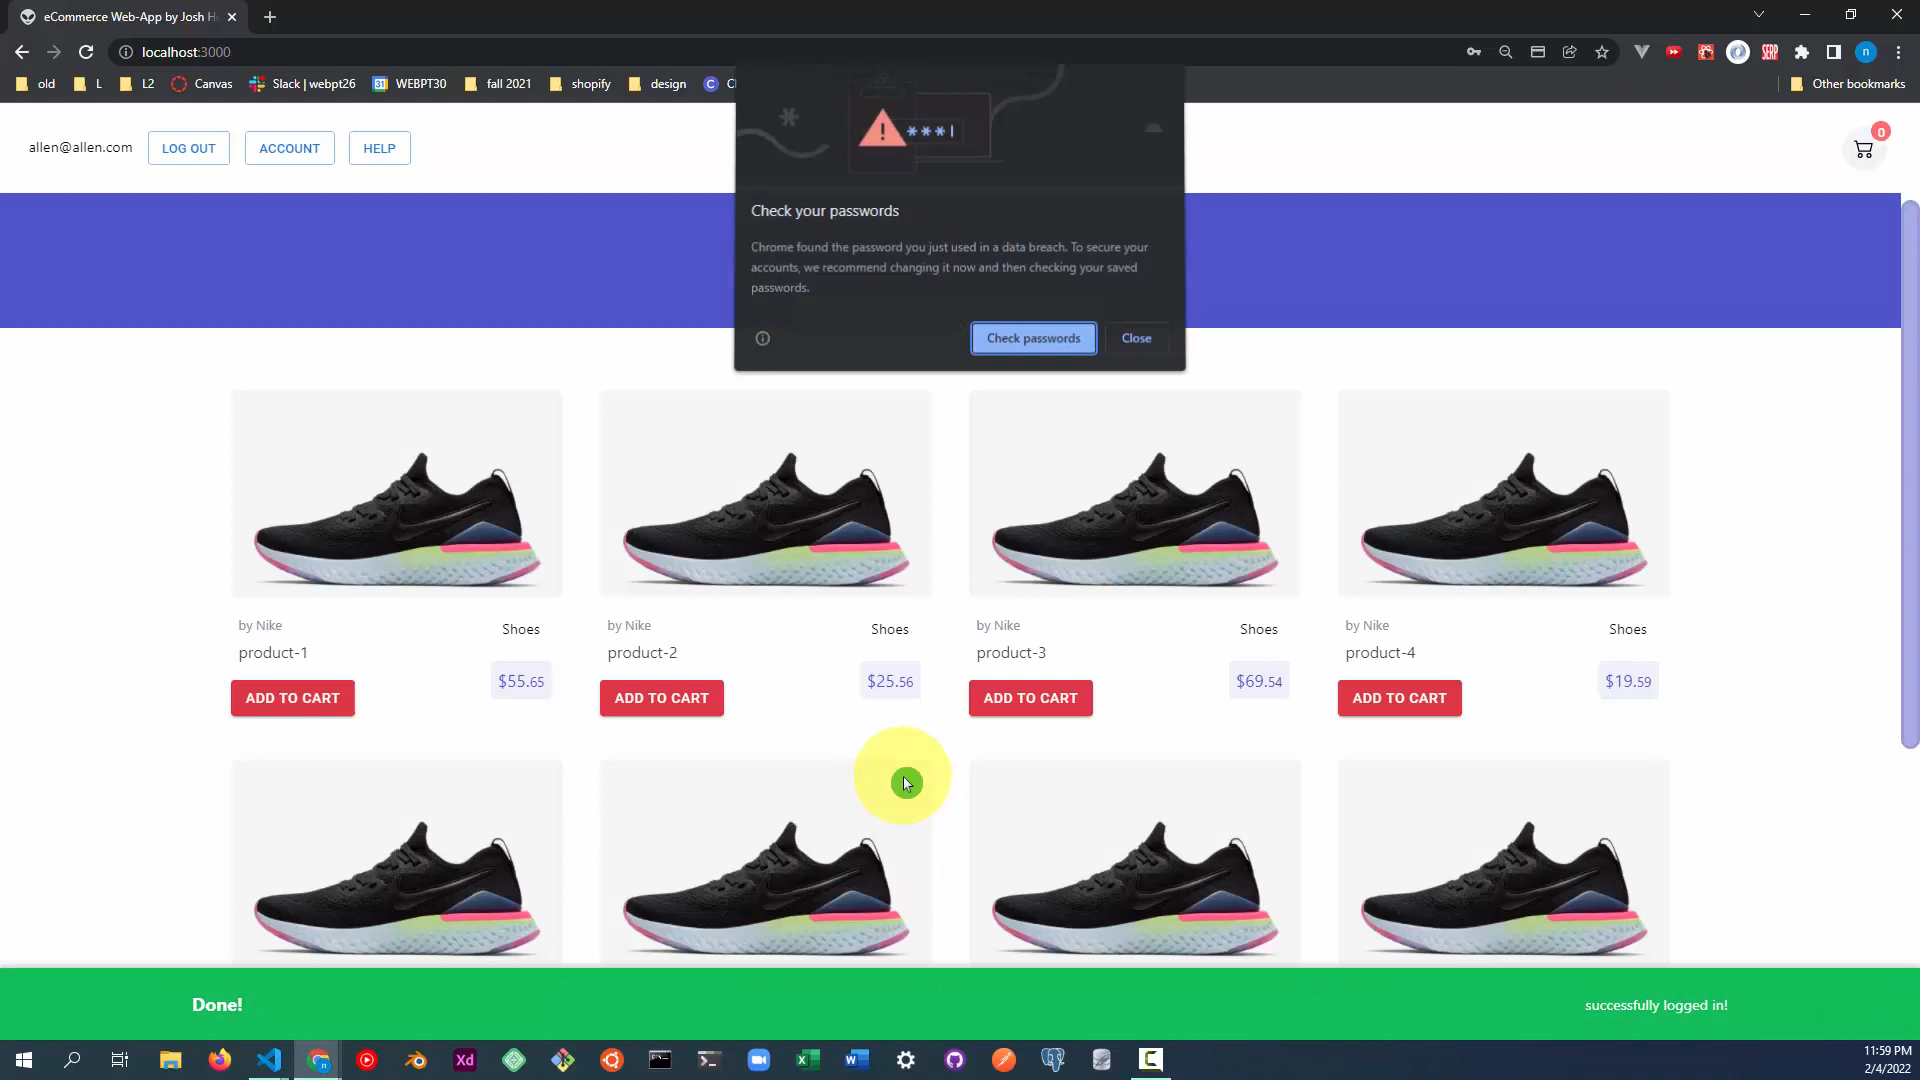 eCommerce Web-App by Josh H
localhost:3000
n
old
L
L2
Canvas
Slack | webpt26
31
WEBPT30
fall 2021
shopify
design
C
Other bookmarks
allen@allen.com
LOG OUT
ACCOUNT
HELP
0
***|
Check your passwords
Chrome found the password you just used in a data breach. To secure your
accounts, we recommend changing it now and then checking your saved
passwords.
Check passwords
Close
by Nike
Shoes
product-1
$55.65
ADD TO CART
by Nike
Shoes
product-2
$25.56
ADD TO CART
by Nike
Shoes
product-3
$69.54
ADD TO CART
by Nike
Shoes
product-4
$19.59
ADD TO CART
Done!
successfully logged in!
Xd
11:59 PM
2/4/2022